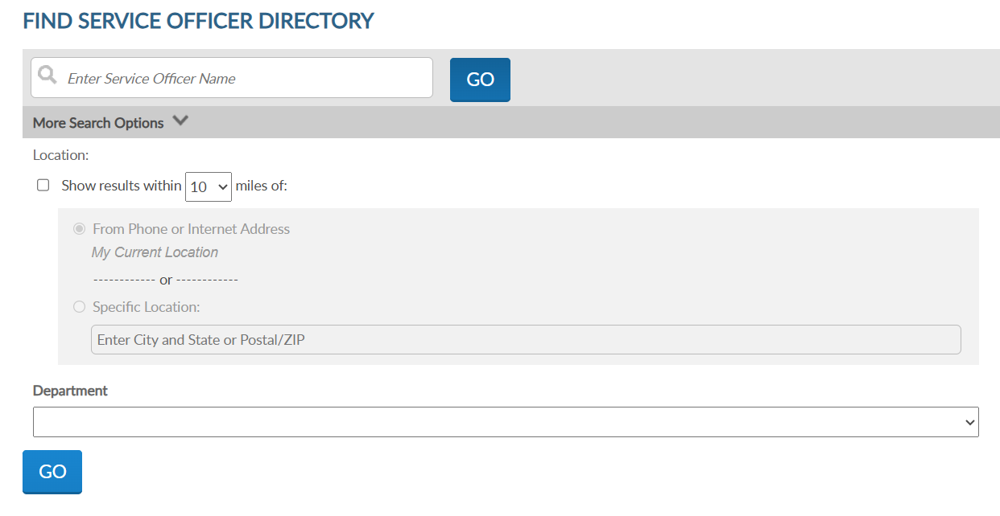 FIND SERVICE OFFICER DIRECTORY
Enter Service Officer Name
GO
More Search Options
Location:
Show results within 10 miles of:
From Phone or Internet Address
My Current Location
------------ or ------------
Specific Location:
Enter City and State or Postal/ZIP
Department
GO